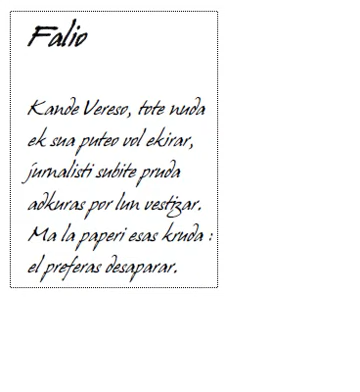 Falio
Kande Vereso, tote nuda
ek sua puteo vol ekirar,
jurnalisti subite pruda
adkuras por lun vestizar.
Ma la paperi esas kruda :
el preferas desaparar.